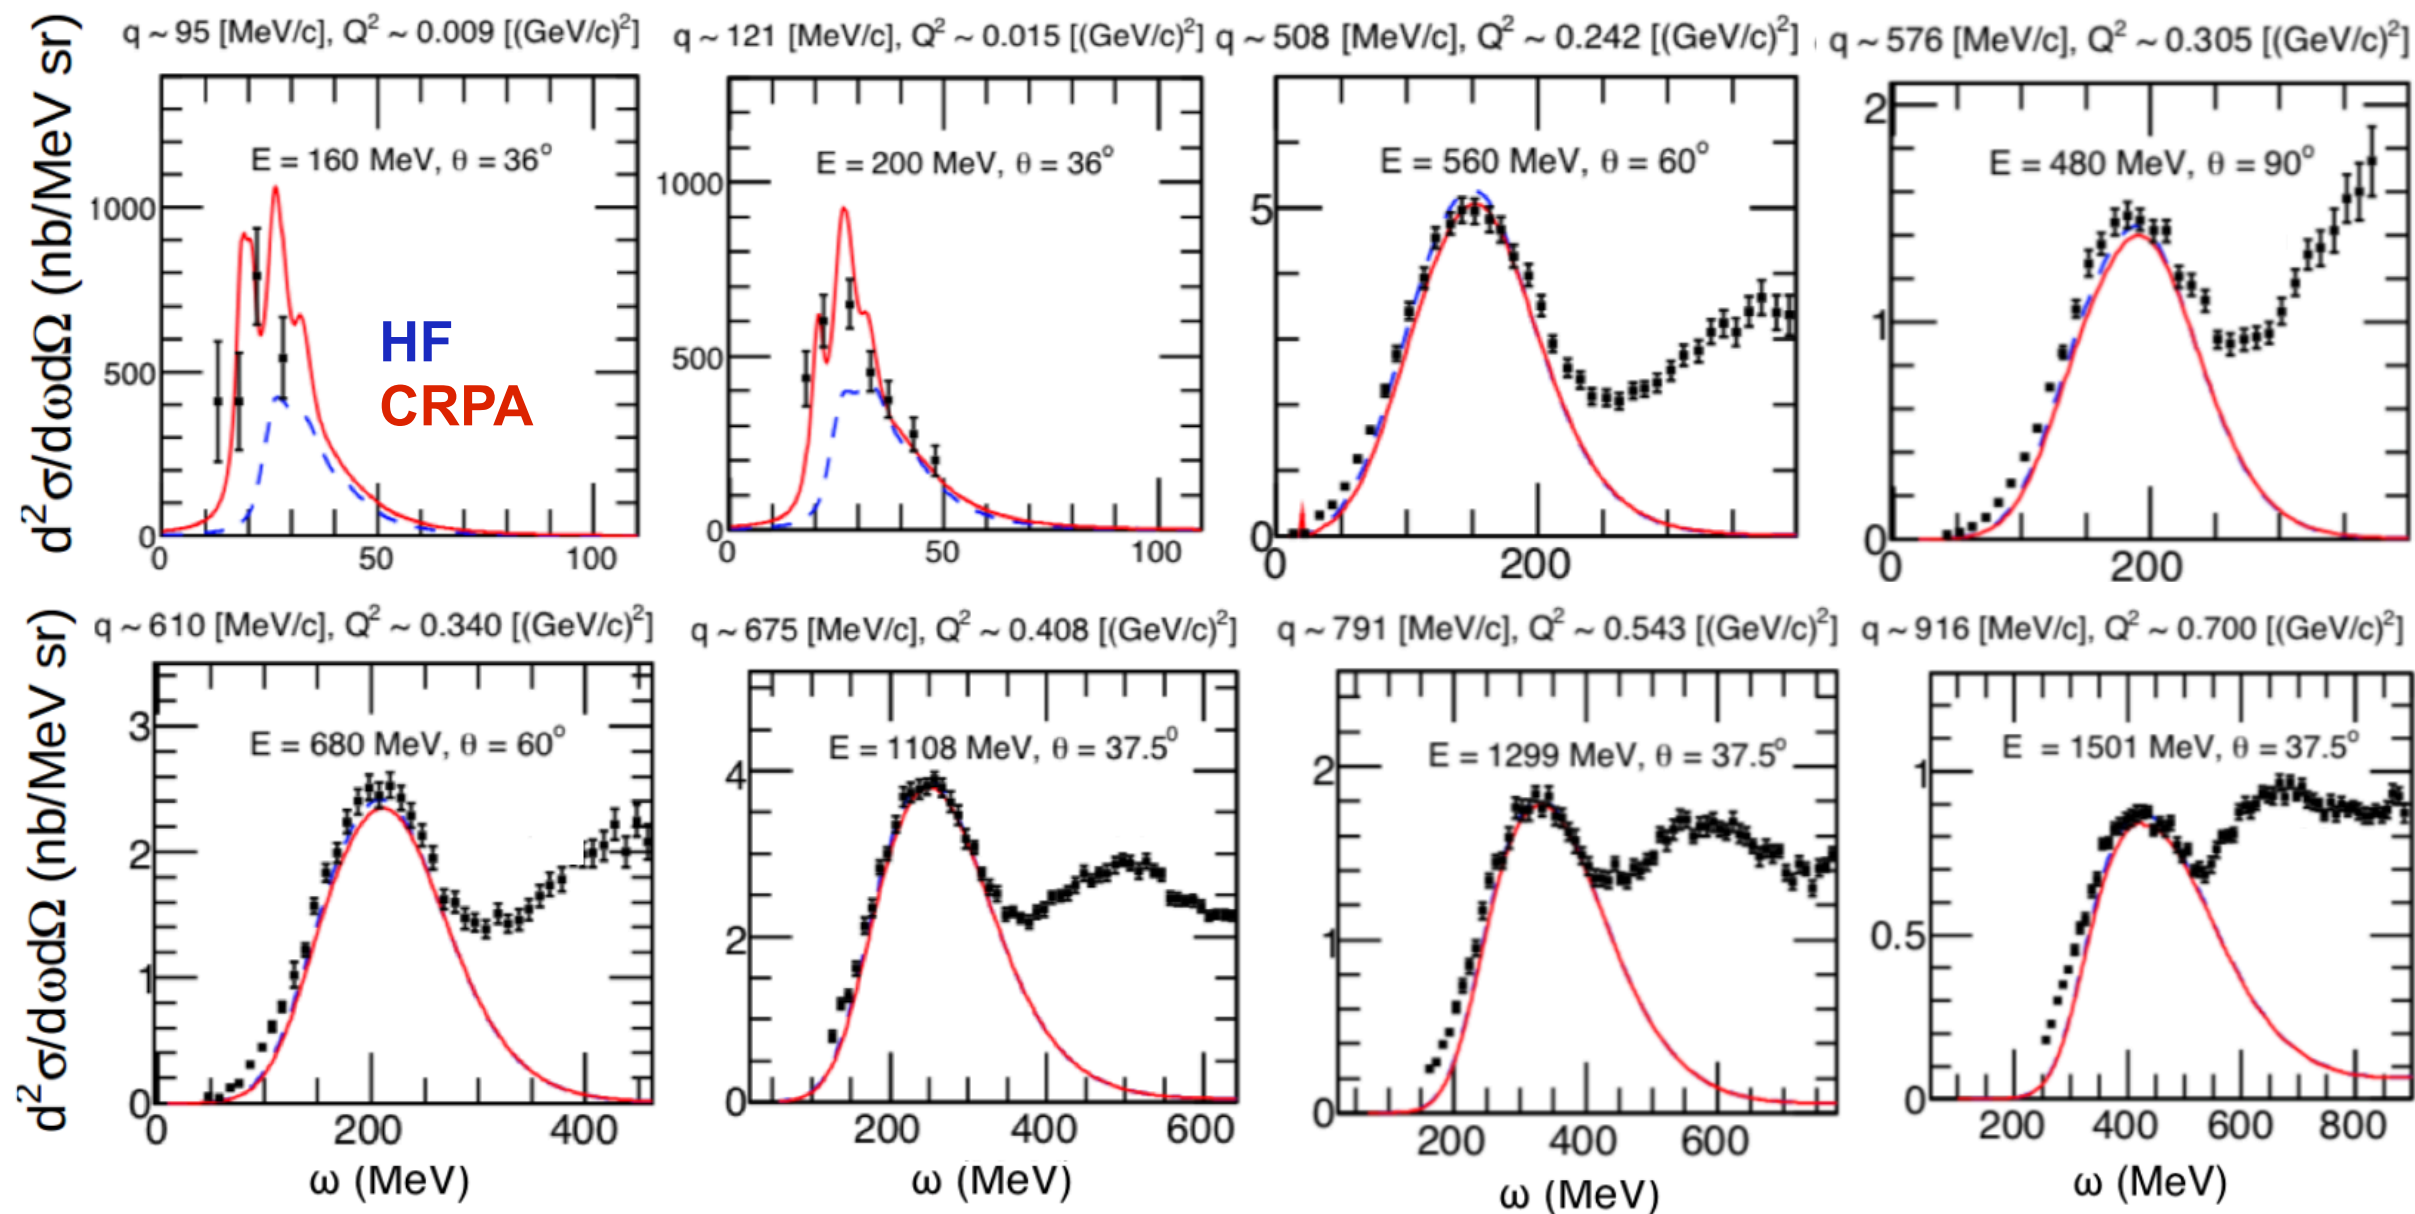 d²σ/dωdΩ (nb/MeV sr)
q ~ 95 [MeV/c], Q² ~ 0.009 [(GeV/c)²]
E = 160 MeV, θ = 36°
1000
500
0
0 50 100
HF
CRPA
q ~ 121 [MeV/c], Q² ~ 0.015 [(GeV/c)²]
E = 200 MeV, θ = 36°
1000
500
0
0 50 100
q ~ 508 [MeV/c], Q² ~ 0.242 [(GeV/c)²]
E = 560 MeV, θ = 60°
5
0
0 200
q ~ 576 [MeV/c], Q² ~ 0.305 [(GeV/c)²]
E = 480 MeV, θ = 90°
2
1
0
0 200
d²σ/dωdΩ (nb/MeV sr)
q ~ 610 [MeV/c], Q² ~ 0.340 [(GeV/c)²]
E = 680 MeV, θ = 60°
3
2
1
0
0 200 400
ω (MeV)
q ~ 675 [MeV/c], Q² ~ 0.408 [(GeV/c)²]
E = 1108 MeV, θ = 37.5⁰
4
2
0
200 400 600
ω (MeV)
q ~ 791 [MeV/c], Q² ~ 0.543 [(GeV/c)²]
E = 1299 MeV, θ = 37.5°
2
1
0
200 400 600
ω (MeV)
q ~ 916 [MeV/c], Q² ~ 0.700 [(GeV/c)²]
E = 1501 MeV, θ = 37.5°
1
0.5
0
200 400 600 800
ω (MeV)